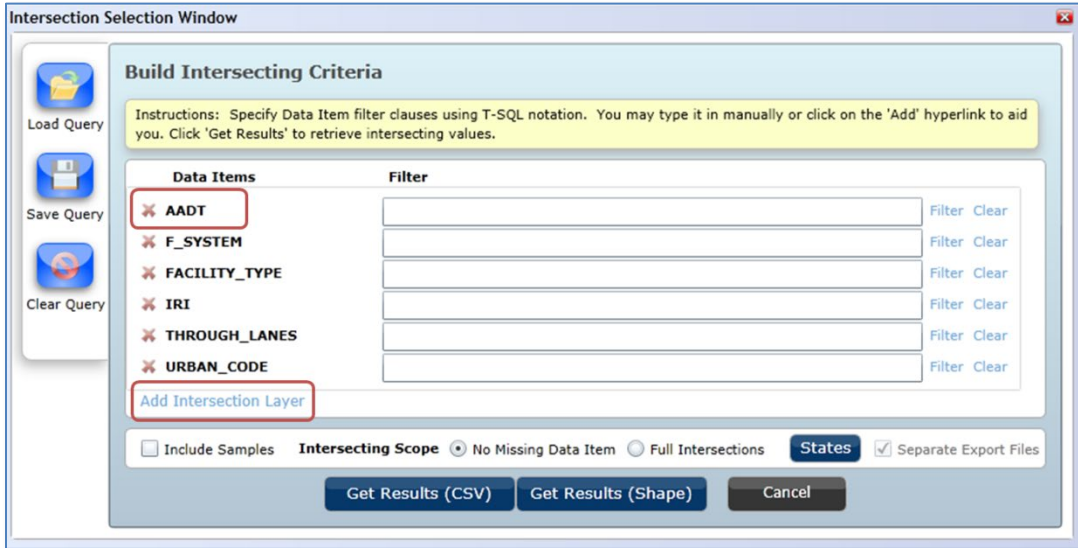 Intersection Selection Window
Load Query
Save Query
Clear Query
Build Intersecting Criteria
Instructions: Specify Data Item filter clauses using T-SQL notation. You may type it in manually or click on the 'Add' hyperlink to aid
you. Click 'Get Results' to retrieve intersecting values.
Data Items Filter
AADT Filter Clear
F_SYSTEM Filter Clear
FACILITY_TYPE Filter Clear
IRI Filter Clear
THROUGH_LANES Filter Clear
URBAN_CODE Filter Clear
Add Intersection Layer
Include Samples Intersecting Scope No Missing Data Item Full Intersections States Separate Export Files
Get Results (CSV) Get Results (Shape) Cancel